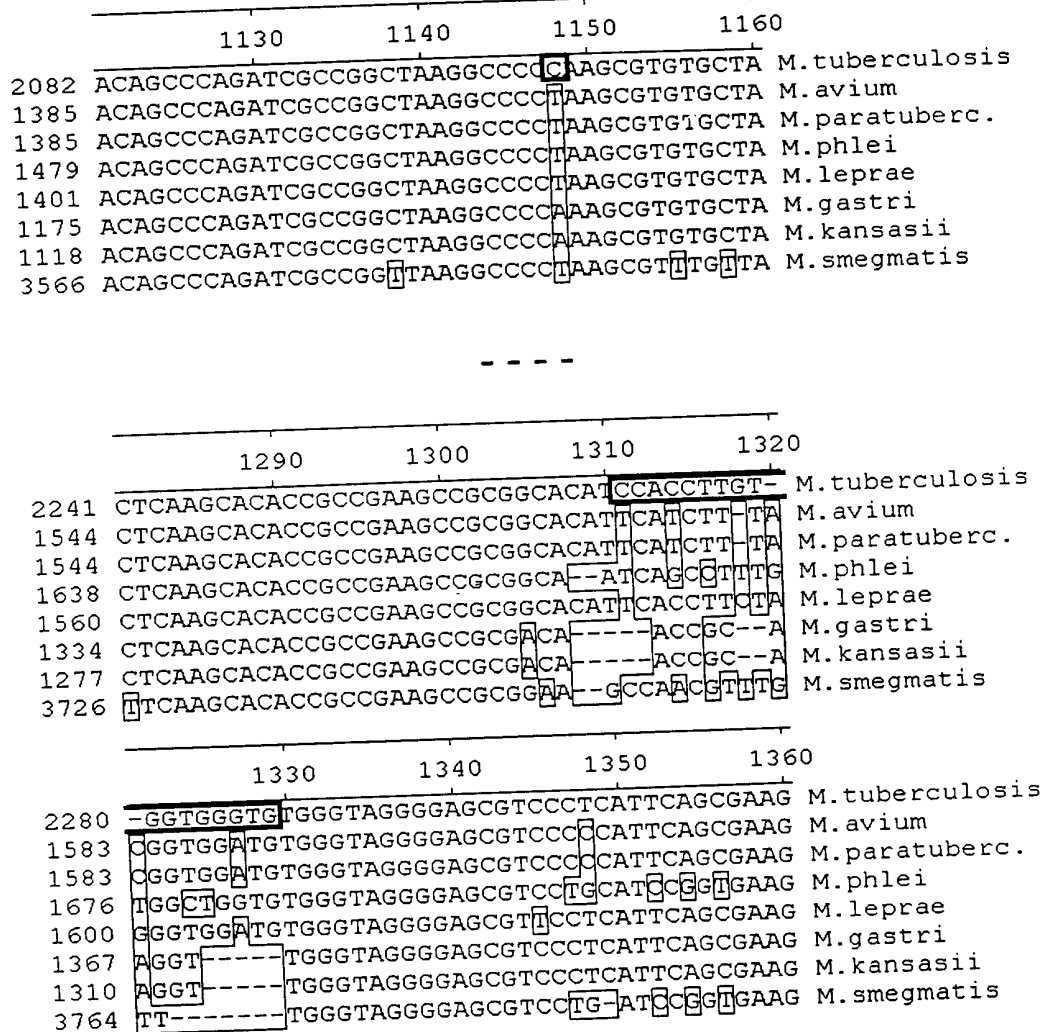 1130 1140 1150 1160
2082 ACAGCCCAGATCGCCGGCTAAGGCCCCCAAGCGTGTGCTA M.tuberculosis
1385 ACAGCCCAGATCGCCGGCTAAGGCCCCTAAGCGTGTGCTA M.avium
1385 ACAGCCCAGATCGCCGGCTAAGGCCCCTAAGCGTGTGCTA M.paratuberc.
1479 ACAGCCCAGATCGCCGGCTAAGGCCCCTAAGCGTGTGCTA M.phlei
1401 ACAGCCCAGATCGCCGGCTAAGGCCCCTAAGCGTGTGCTA M.leprae
1175 ACAGCCCAGATCGCCGGCTAAGGCCCCAAAGCGTGTGCTA M.gastri
1118 ACAGCCCAGATCGCCGGCTAAGGCCCCAAAGCGTGTGCTA M.kansasii
3566 ACAGCCCAGATCGCCGGTTAAGGCCCCTAAGCGTTTGTTA M.smegmatis
- - - -
1290 1300 1310 1320
2241 CTCAAGCACACCGCCGAAGCCGCGGCACATCCACCTTGT- M.tuberculosis
1544 CTCAAGCACACCGCCGAAGCCGCGGCACATTCATCTT-TA M.avium
1544 CTCAAGCACACCGCCGAAGCCGCGGCACATTCATCTT-TA M.paratuberc.
1638 CTCAAGCACACCGCCGAAGCCGCGGCA--ATCAGCCTTTG M.phlei
1560 CTCAAGCACACCGCCGAAGCCGCGGCACATTCACCTTCTA M.leprae
1334 CTCAAGCACACCGCCGAAGCCGCGACA-----ACCGC--A M.gastri
1277 CTCAAGCACACCGCCGAAGCCGCGACA-----ACCGC--A M.kansasii
3726 TTCAAGCACACCGCCGAAGCCGCGGAA--GCCAACGTTTG M.smegmatis
1330 1340 1350 1360
2280 -GGTGGGTGTGGGTAGGGGAGCGTCCCTCATTCAGCGAAG M.tuberculosis
1583 CGGTGGATGTGGGTAGGGGAGCGTCCCCCATTCAGCGAAG M.avium
1583 CGGTGGATGTGGGTAGGGGAGCGTCCCCCATTCAGCGAAG M.paratuberc.
1676 TGGCTGGTGTGGGTAGGGGAGCGTCCTGCATCCGGTGAAG M.phlei
1600 GGGTGGATGTGGGTAGGGGAGCGTTCCTCATTCAGCGAAG M.leprae
1367 AGGT-----TGGGTAGGGGAGCGTCCCTCATTCAGCGAAG M.gastri
1310 AGGT-----TGGGTAGGGGAGCGTCCCTCATTCAGCGAAG M.kansasii
3764 TT-------TGGGTAGGGGAGCGTCCTG-ATCCGGTGAAG M.smegmatis